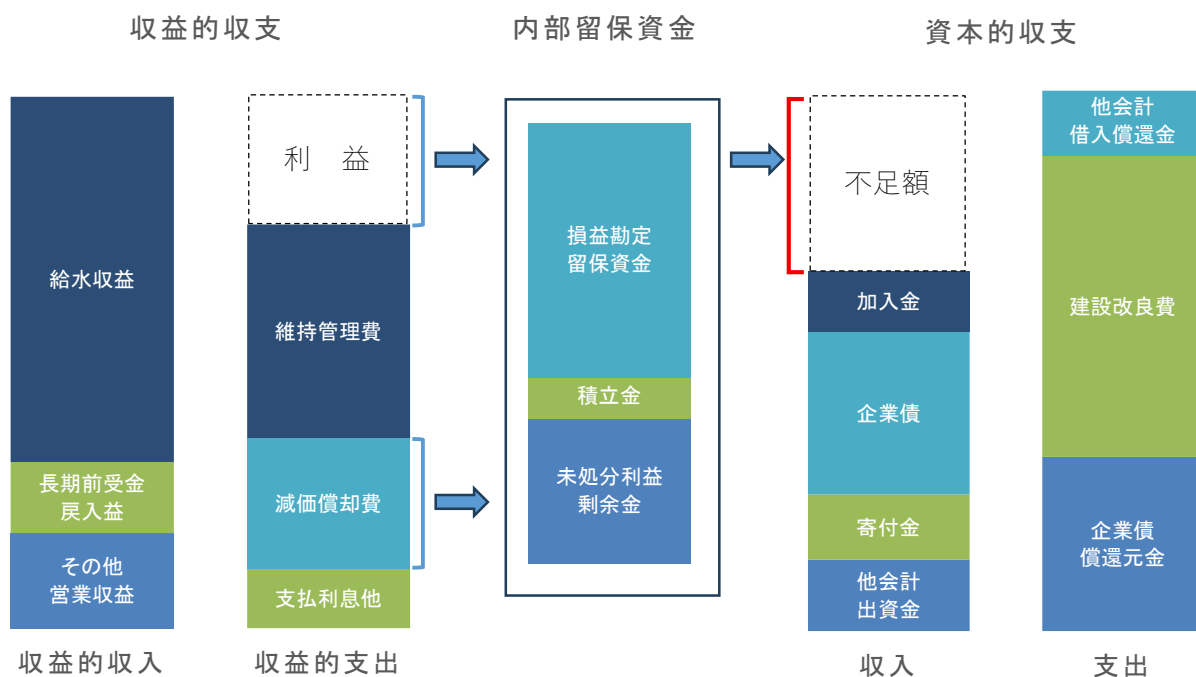 収益的収支
内部留保資金
資本的収支
給水収益
長期前受金
戻入益
その他
営業収益
収益的収入
利　益
維持管理費
減価償却費
支払利息他
収益的支出
損益勘定
留保資金
積立金
未処分利益
剰余金
不足額
加入金
企業債
寄付金
他会計
出資金
収入
他会計
借入償還金
建設改良費
企業債
償還元金
支出